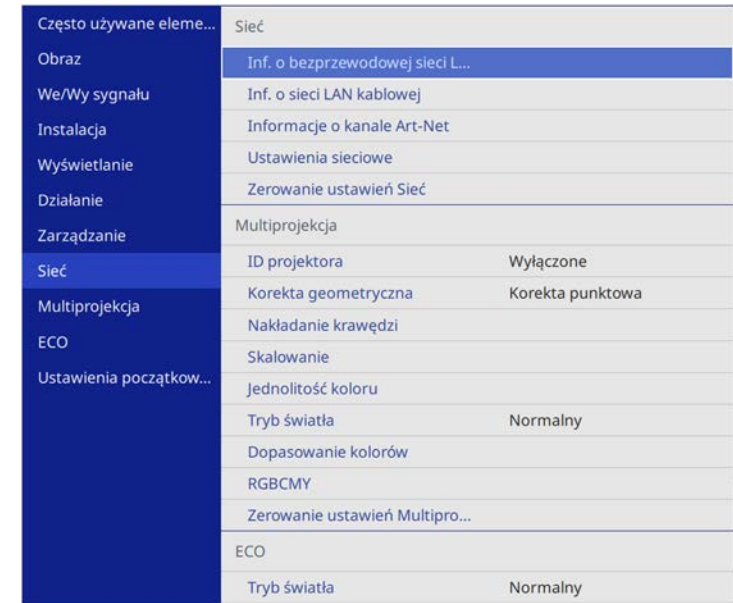 Często używane eleme...
Obraz
We/Wy sygnału
Instalacja
Wyświetlanie
Działanie
Zarządzanie
Sieć
Multiprojekcja
ECO
Ustawienia początkow...
Sieć
Inf. o bezprzewodowej sieci L...
Inf. o sieci LAN kablowej
Informacje o kanale Art-Net
Ustawienia sieciowe
Zerowanie ustawień Sieć
Multiprojekcja
ID projektora Wyłączone
Korekta geometryczna Korekta punktowa
Nakładanie krawędzi
Skalowanie
Jednolitość koloru
Tryb światła Normalny
Dopasowanie kolorów
RGBCMY
Zerowanie ustawień Multipro...
ECO
Tryb światła Normalny